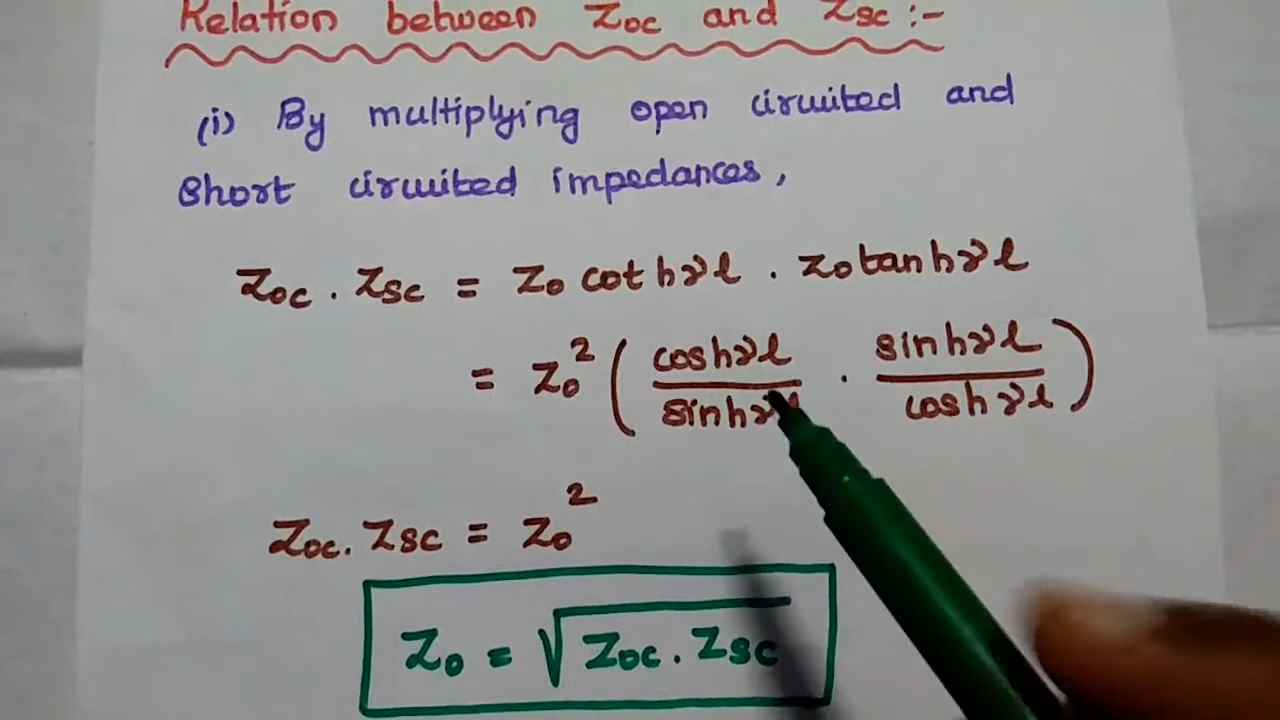 Relation between Zoc and Zsc :-
(i) By multiplying open circuited and
short circuited impedances,
Zoc . Zsc = Z₀ cothγl . Z₀ tanhγl
= Z₀² ( coshγl / sinhγl . sinhγl / coshγl )
Zoc . Zsc = Z₀²
Z₀ = √Zoc . Zsc